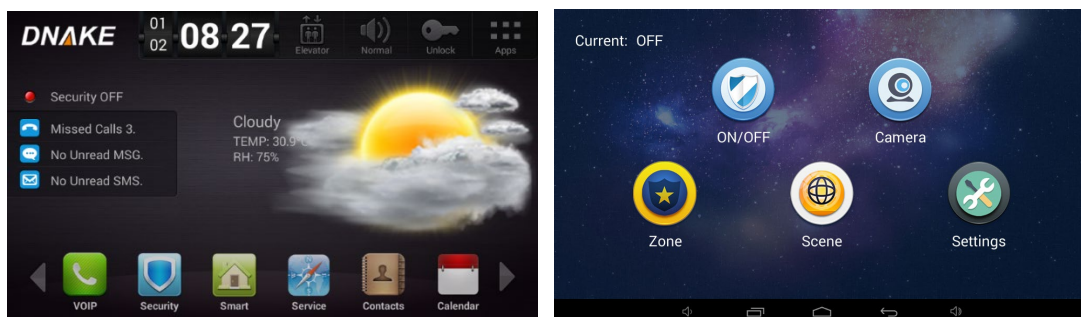 DNAKE
01
02
08 27
Elevator
Normal
Unlock
Apps
Security OFF
Missed Calls 3.
No Unread MSG.
No Unread SMS.
Cloudy
TEMP: 30.9°C
RH: 75%
VOIP
Security
Smart
Service
Contacts
Calendar
Current: OFF
ON/OFF
Camera
Zone
Scene
Settings